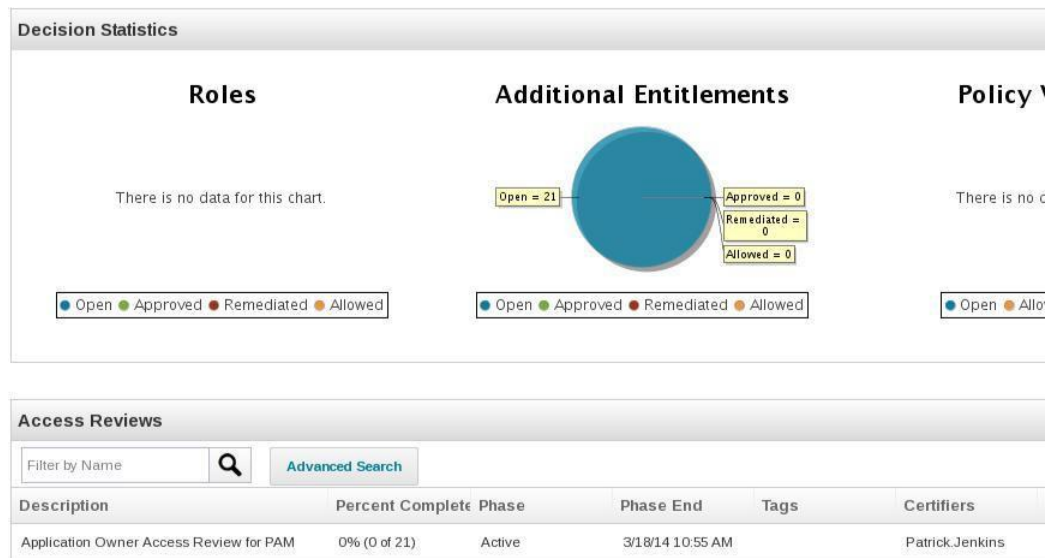 Decision Statistics
Roles
There is no data for this chart.
Open Approved Remediated Allowed
Additional Entitlements
Open = 21
Approved = 0
Remediated =
0
Allowed = 0
Open Approved Remediated Allowed
Policy
There is no
Open
Access Reviews
Filter by Name
Advanced Search
Description Percent Complete Phase Phase End Tags Certifiers
Application Owner Access Review for PAM 0% (0 of 21) Active 3/18/14 10:55 AM Patrick.Jenkins